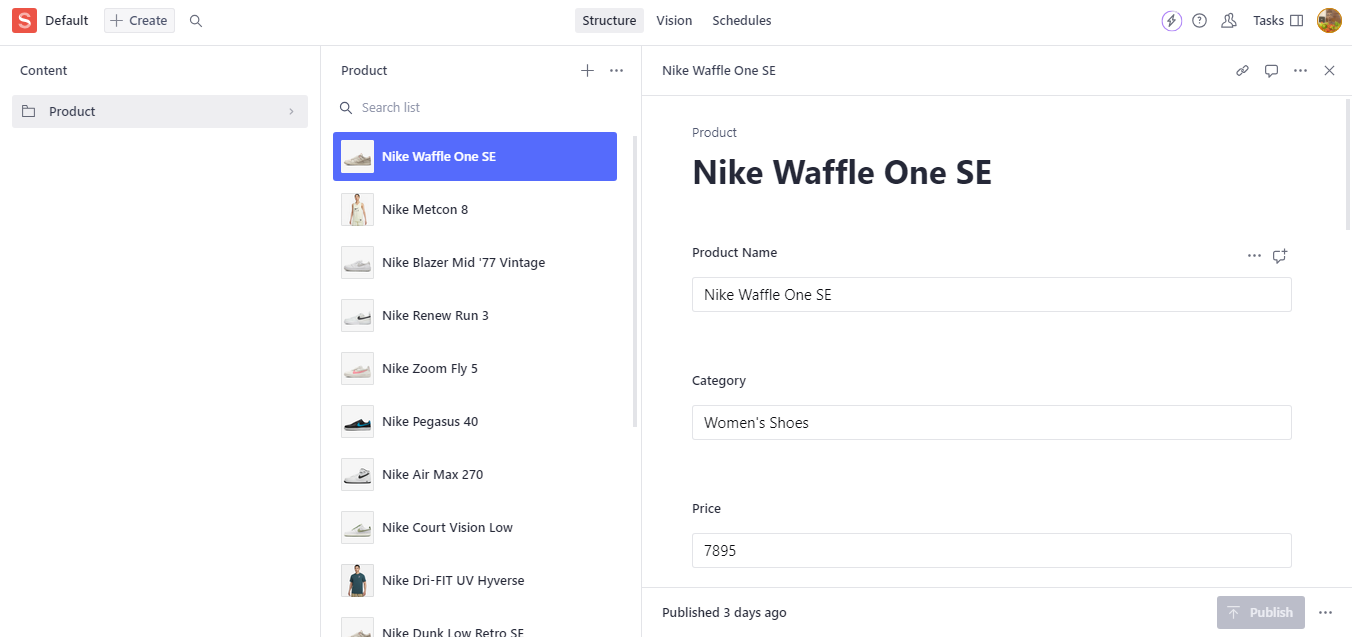 S Default
Create
Structure
Vision
Schedules
Tasks
Content
Product
Product
Search list
Nike Waffle One SE
Nike Metcon 8
Nike Blazer Mid '77 Vintage
Nike Renew Run 3
Nike Zoom Fly 5
Nike Pegasus 40
Nike Air Max 270
Nike Court Vision Low
Nike Dri-FIT UV Hyverse
Nike Dunk Low Retro SE
Nike Waffle One SE
Product
Nike Waffle One SE
Product Name
Nike Waffle One SE
Category
Women's Shoes
Price
7895
Published 3 days ago
Publish